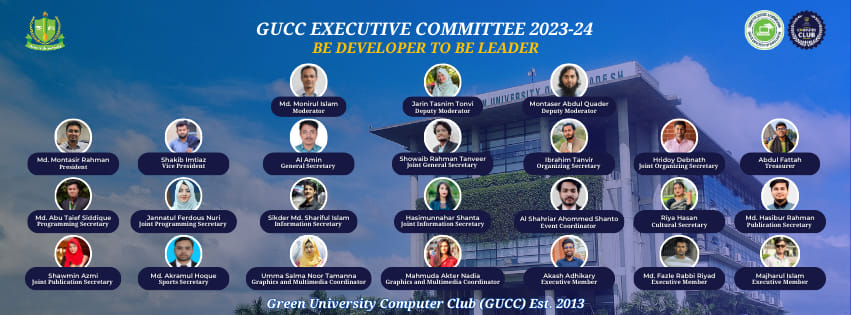 GUCC EXECUTIVE COMMITTEE 2023-24
BE DEVELOPER TO BE LEADER
Md. Monirul Islam
Moderator
Jarin Tasnim Tonvi
Deputy Moderator
Montaser Abdul Quader
Deputy Moderator
Md. Montasir Rahman
President
Shakib Imtiaz
Vice President
Al Amin
General Secretary
Showaib Rahman Tanveer
Joint General Secretary
Ibrahim Tanvir
Organizing Secretary
Hridoy Debnath
Joint Organizing Secretary
Abdul Fattah
Treasurer
Md. Abu Taief Siddique
Programming Secretary
Jannatul Ferdous Nuri
Joint Programming Secretary
Sikder Md. Shariful Islam
Information Secretary
Hasimunnahar Shanta
Joint Information Secretary
Al Shahriar Ahommed Shanto
Event Coordinator
Riya Hasan
Cultural Secretary
Md. Hasibur Rahman
Publication Secretary
Shawmin Azmi
Joint Publication Secretary
Md. Akramul Hoque
Sports Secretary
Umma Salma Noor Tamanna
Graphics and Multimedia Coordinator
Mahmuda Akter Nadia
Graphics and Multimedia Coordinator
Akash Adhikary
Executive Member
Md. Fazle Rabbi Riyad
Executive Member
Majharul Islam
Executive Member
Green University Computer Club (GUCC) Est. 2013
CLUB